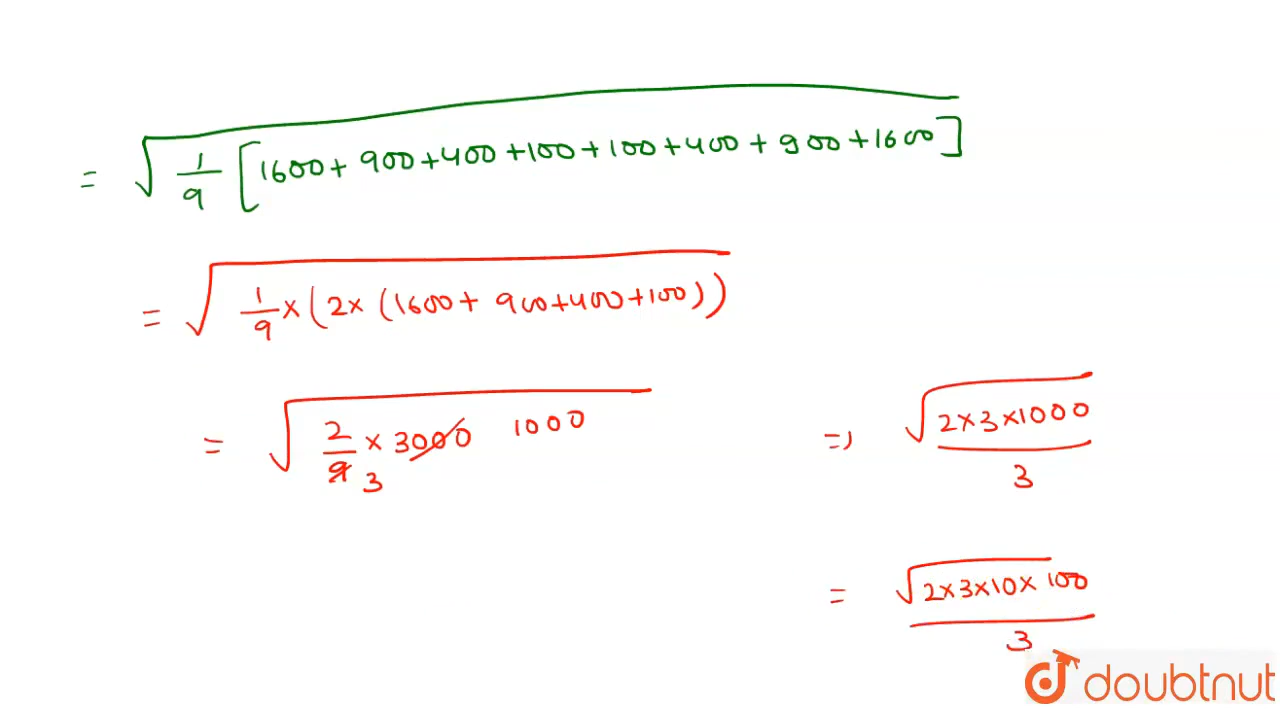 = √(1/9 [1600+ 900+400+100+100+400+900+1600])
= √(1/9 × (2× (1600+ 900+400+100)))
= √(2/9 × 3000) 1000
3
=) √(2×3×1000)/3
= √(2×3×10×100)/3
doubtnut